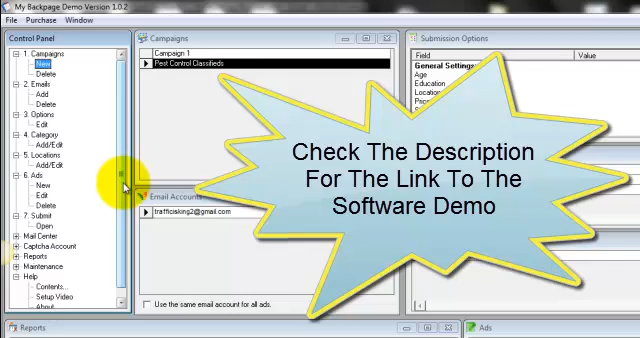 My Backpage Demo Version 1.0.2
File Purchase Window
Control Panel
1. Campaigns
New
Delete
2. Emails
Add
Delete
3. Options
Edit
4. Category
Add/Edit
5. Locations
Add/Edit
6. Ads
New
Edit
Delete
7. Submit
Open
Mail Center
Captcha Account
Reports
Maintenance
Help
Contents...
Setup Video
About
Campaigns
Campaign 1
Pest Control Classifieds
Email Accounts
trafficisking2@gmail.com
Use the same email account for all ads.
Submission Options
Field Value
General Settings
Age
Education
Check The Description
For The Link To The
Software Demo
Reports
Ads